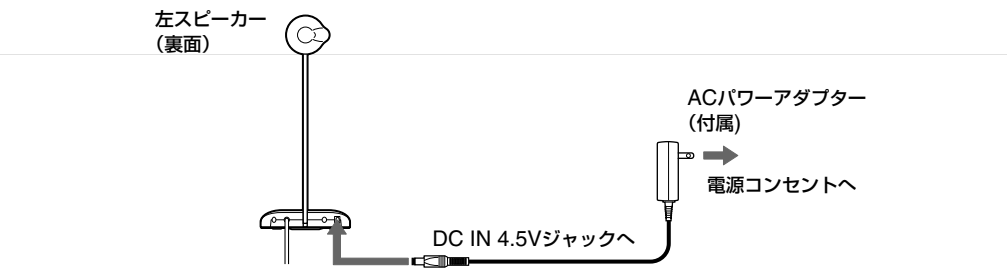 左スピーカー
（裏面）
ACパワーアダプター
（付属)
電源コンセントへ
DC IN 4.5Vジャックへ